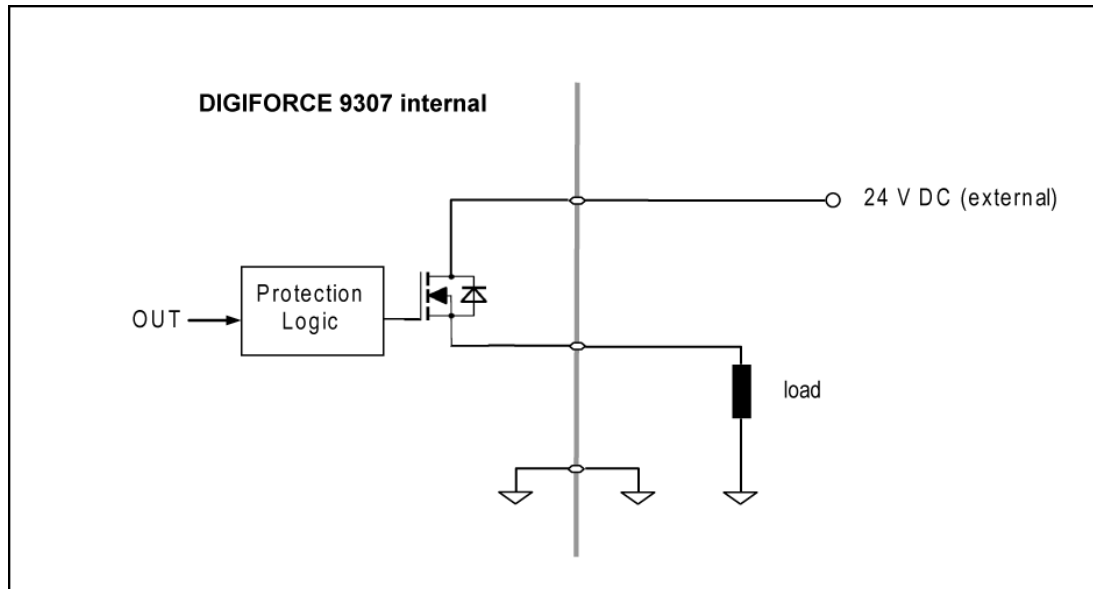 DIGIFORCE 9307 internal
24 V DC (external)
Protection
Logic
OUT
load